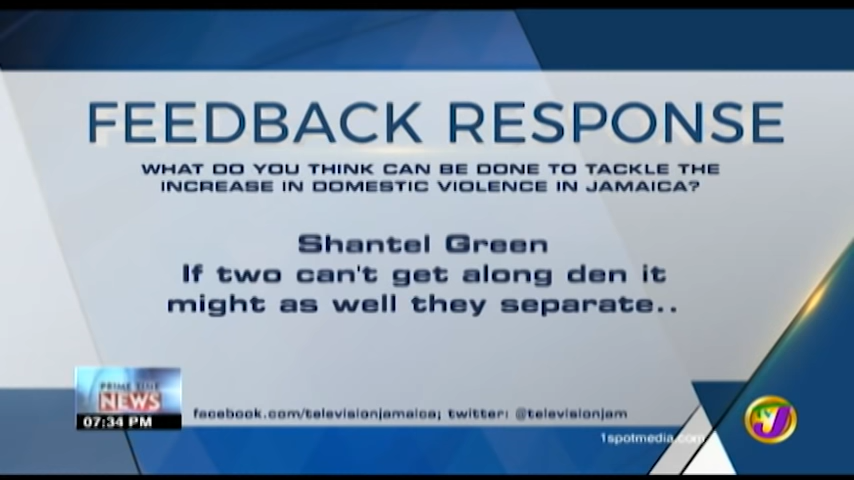 FEEDBACK RESPONSE
WHAT DO YOU THINK CAN BE DONE TO TACKLE THE
INCREASE IN DOMESTIC VIOLENCE IN JAMAICA?
Shantel Green
If two can't get along den it
might as well they separate..
PRIME TIME
NEWS
07:34 PM
facebook.com/televisionjamaica; twitter: @televisionjam
1spotmedia.com
TVJ